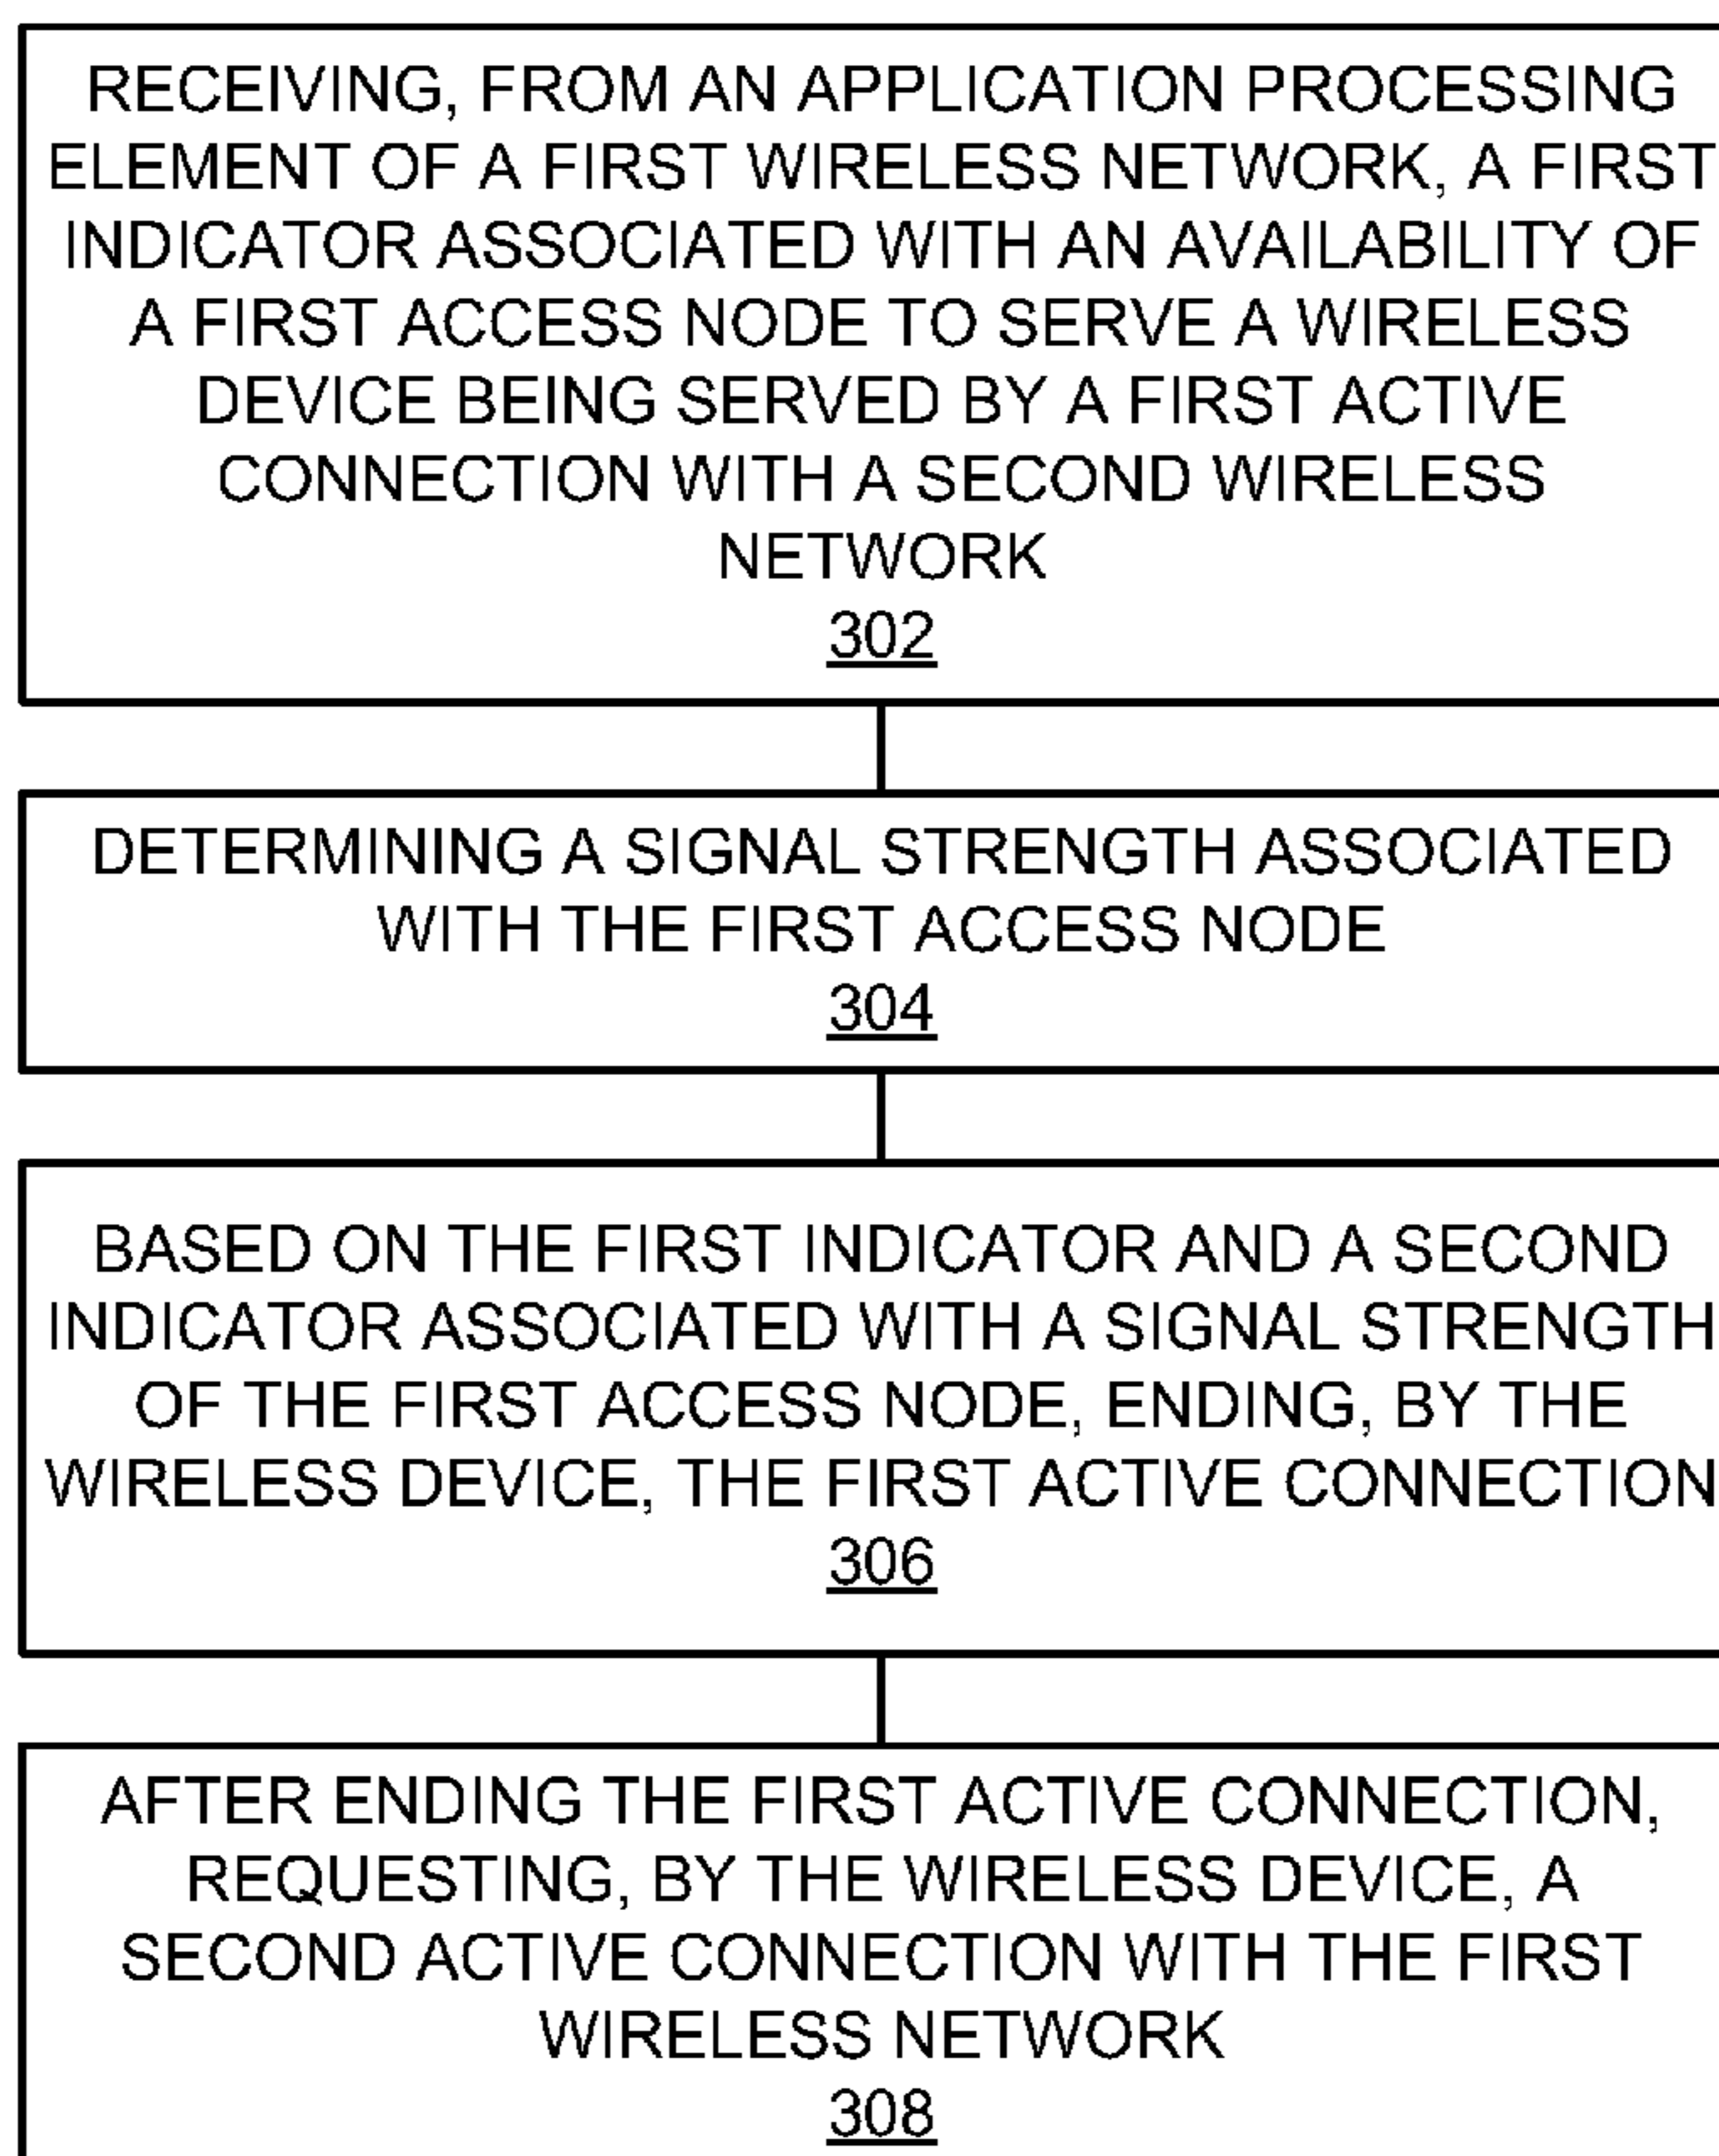 RECEIVING, FROM AN APPLICATION PROCESSING
ELEMENT OF A FIRST WIRELESS NETWORK, A FIRST
INDICATOR ASSOCIATED WITH AN AVAILABILITY OF
A FIRST ACCESS NODE TO SERVE A WIRELESS
DEVICE BEING SERVED BY A FIRST ACTIVE
CONNECTION WITH A SECOND WIRELESS
NETWORK
302
DETERMINING A SIGNAL STRENGTH ASSOCIATED
WITH THE FIRST ACCESS NODE
304
BASED ON THE FIRST INDICATOR AND A SECOND
INDICATOR ASSOCIATED WITH A SIGNAL STRENGTH
OF THE FIRST ACCESS NODE, ENDING, BY THE
WIRELESS DEVICE, THE FIRST ACTIVE CONNECTION
306
AFTER ENDING THE FIRST ACTIVE CONNECTION,
REQUESTING, BY THE WIRELESS DEVICE, A
SECOND ACTIVE CONNECTION WITH THE FIRST
WIRELESS NETWORK
308